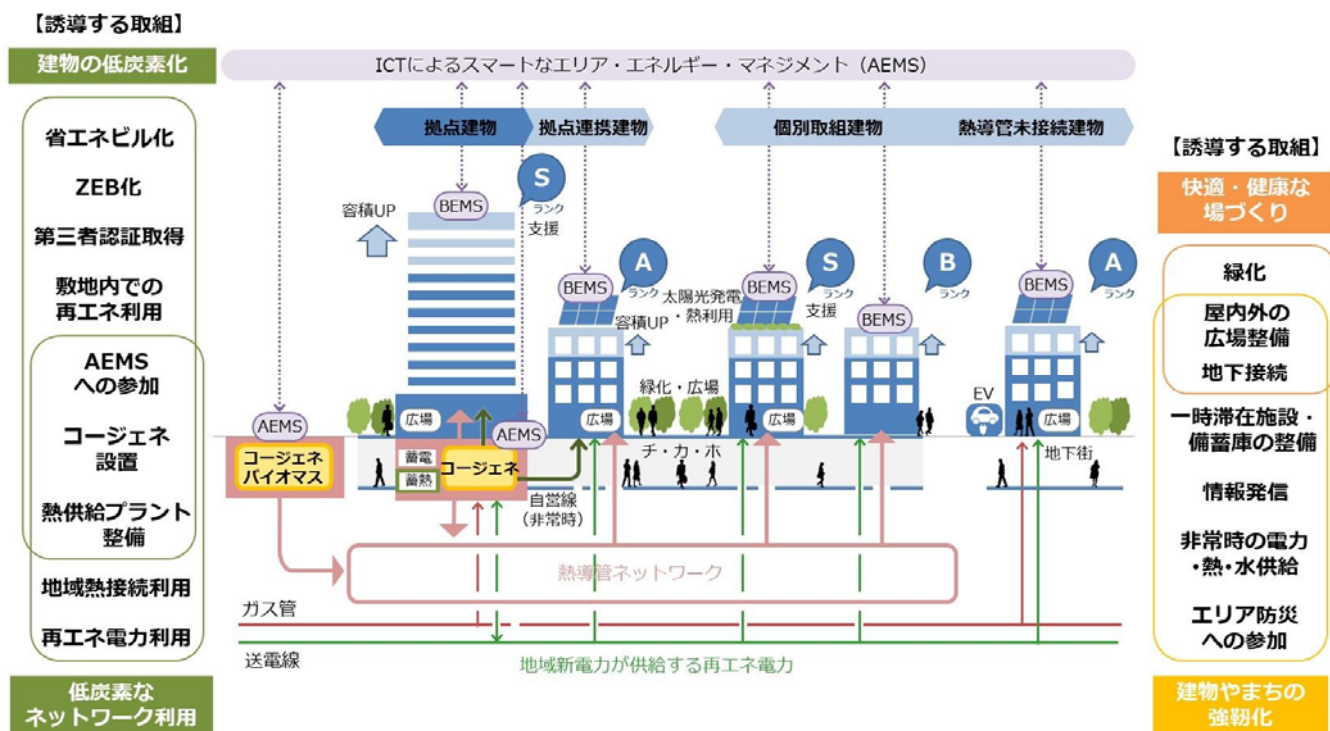 【誘導する取組】
建物の低炭素化
省エネビル化
ZEB化
第三者認証取得
敷地内での
再エネ利用
AEMS
への参加
コージェネ
設置
熱供給プラント
整備
地域熱接続利用
再エネ電力利用
低炭素な
ネットワーク利用
ICTによるスマートなエリア・エネルギー・マネジメント（AEMS）
拠点建物
拠点連携建物
個別取組建物
熱導管未接続建物
容積UP
BEMS
S
ランク
支援
BEMS
A
ランク
容積UP
太陽光発電
・熱利用
BEMS
S
ランク
支援
BEMS
B
ランク
BEMS
A
ランク
緑化・広場
EV
広場
広場
広場
広場
AEMS
AEMS
コージェネ
バイオマス
蓄電
蓄熱
コージェネ
チ・カ・ホ
地下街
自営線
（非常時）
熱導管ネットワーク
ガス管
送電線
地域新電力が供給する再エネ電力
【誘導する取組】
快適・健康な
場づくり
緑化
屋内外の
広場整備
地下接続
一時滞在施設・
備蓄庫の整備
情報発信
非常時の電力
・熱・水供給
エリア防災
への参加
建物やまちの
強靭化